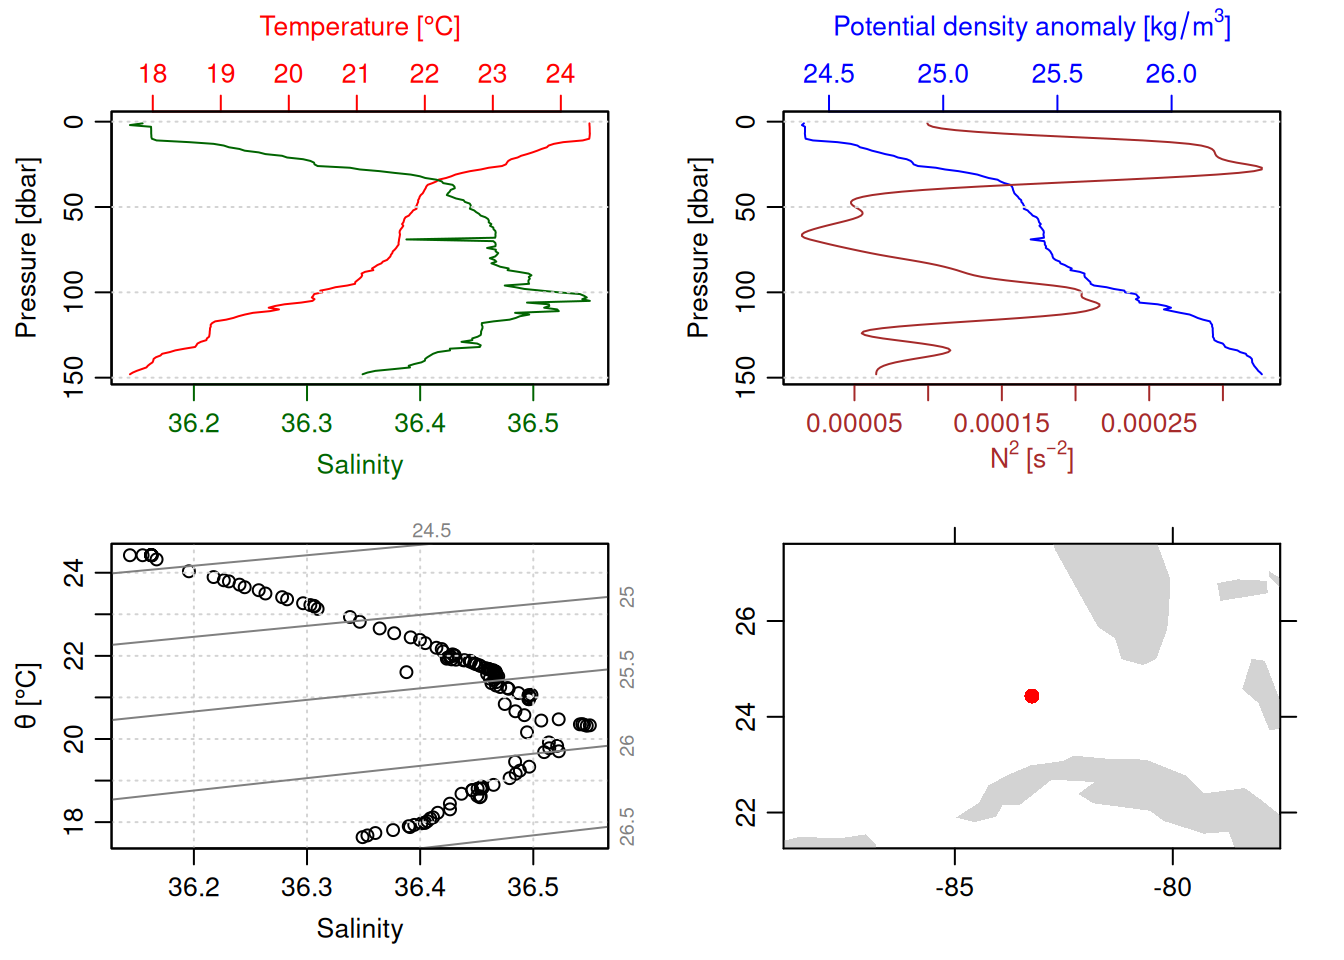 Temperature [°C]
18 19 20 21 22 23 24
Pressure [dbar]
0
50
100
150
36.2 36.3 36.4 36.5
Salinity
Potential density anomaly [kg/m³]
24.5 25.0 25.5 26.0
Pressure [dbar]
0
50
100
150
0.00005 0.00015 0.00025
N² [s⁻²]
24.5
θ [°C]
24
22
20
18
25
25.5
26
26.5
36.2 36.3 36.4 36.5
Salinity
26
24
22
-85 -80